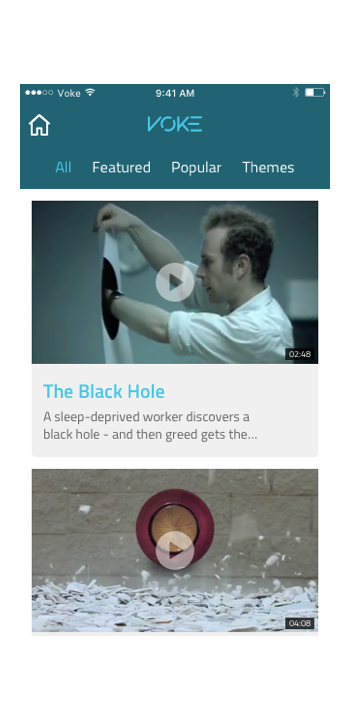 Voke 9:41 AM
VOKE
All Featured Popular Themes
02:48
The Black Hole
A sleep-deprived worker discovers a
black hole - and then greed gets the...
04:08